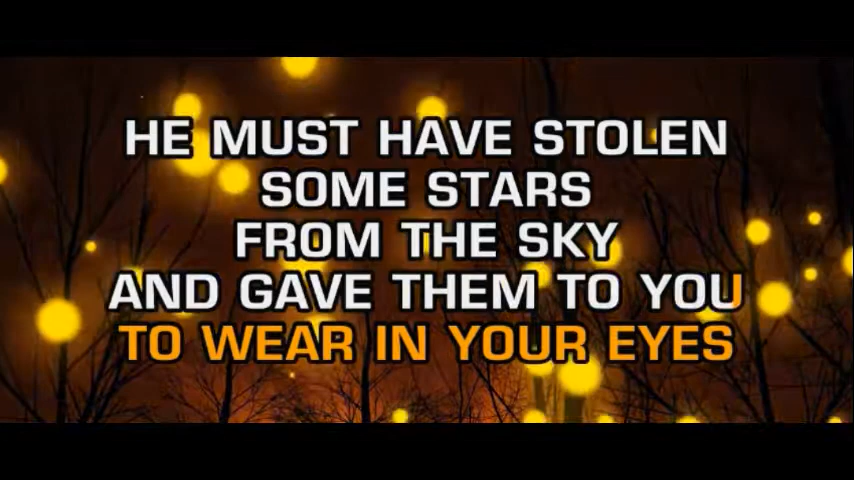 HE MUST HAVE STOLEN
SOME STARS
FROM THE SKY
AND GAVE THEM TO YOU
TO WEAR IN YOUR EYES